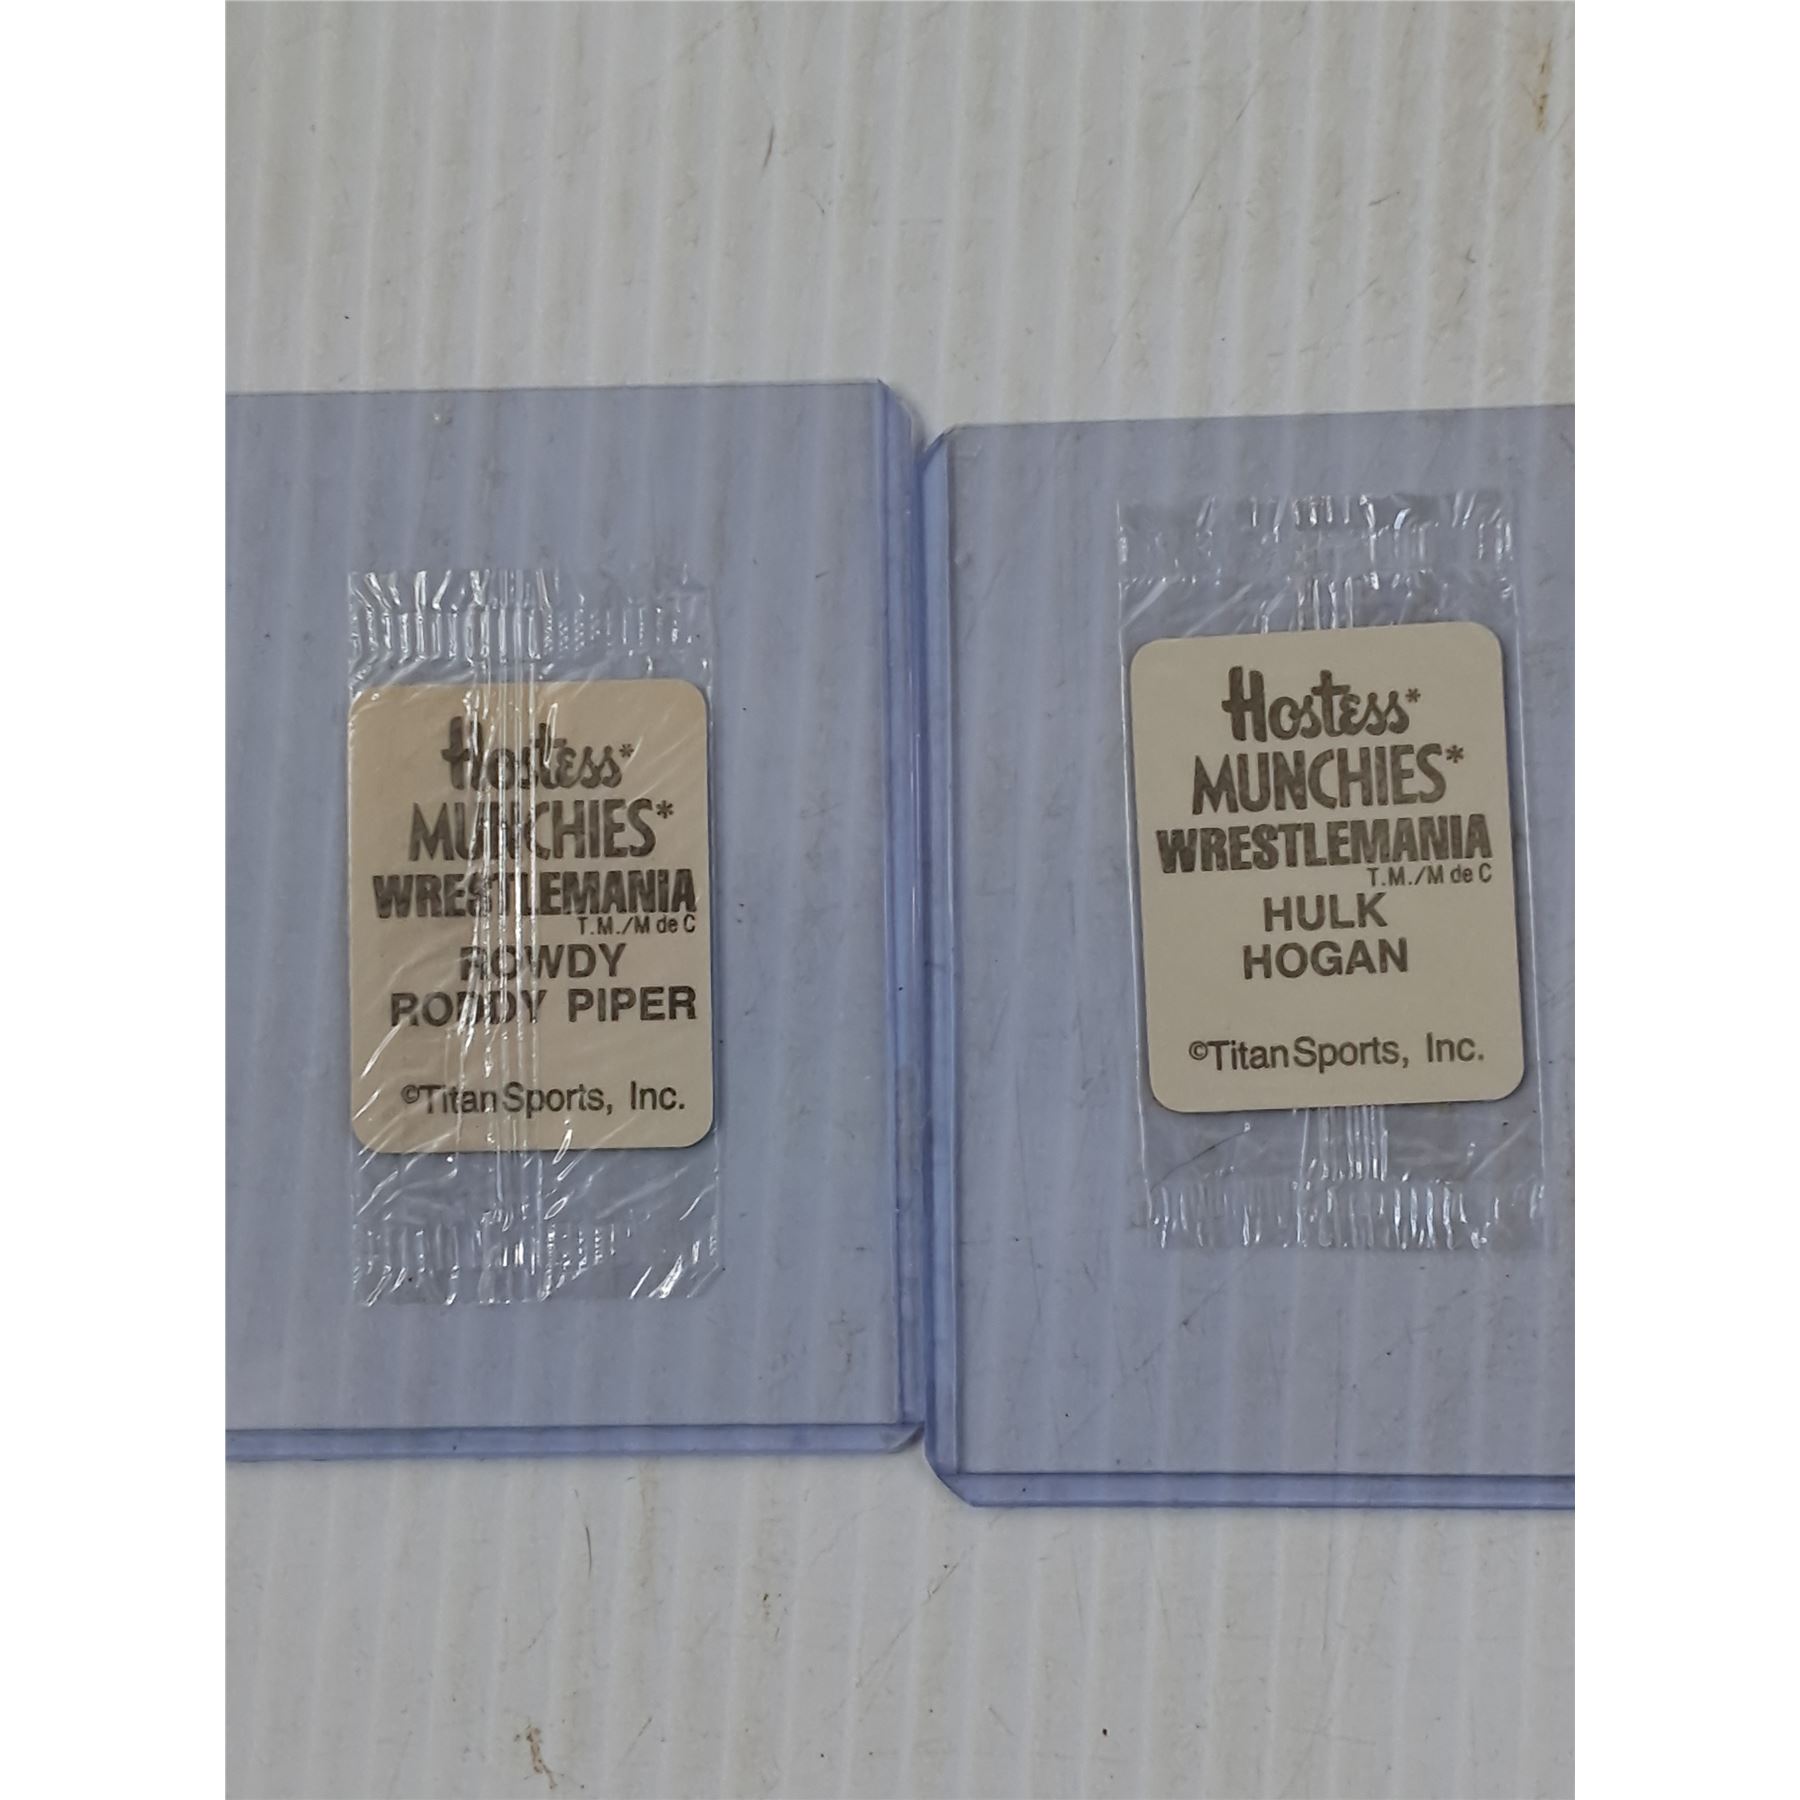 Hostess*
MUNCHIES*
WRESTLEMANIA
T.M./M de C
ROWDY
RODDY PIPER
©TitanSports, Inc.
Hostess*
MUNCHIES*
WRESTLEMANIA
T.M./M de C
HULK
HOGAN
©TitanSports, Inc.